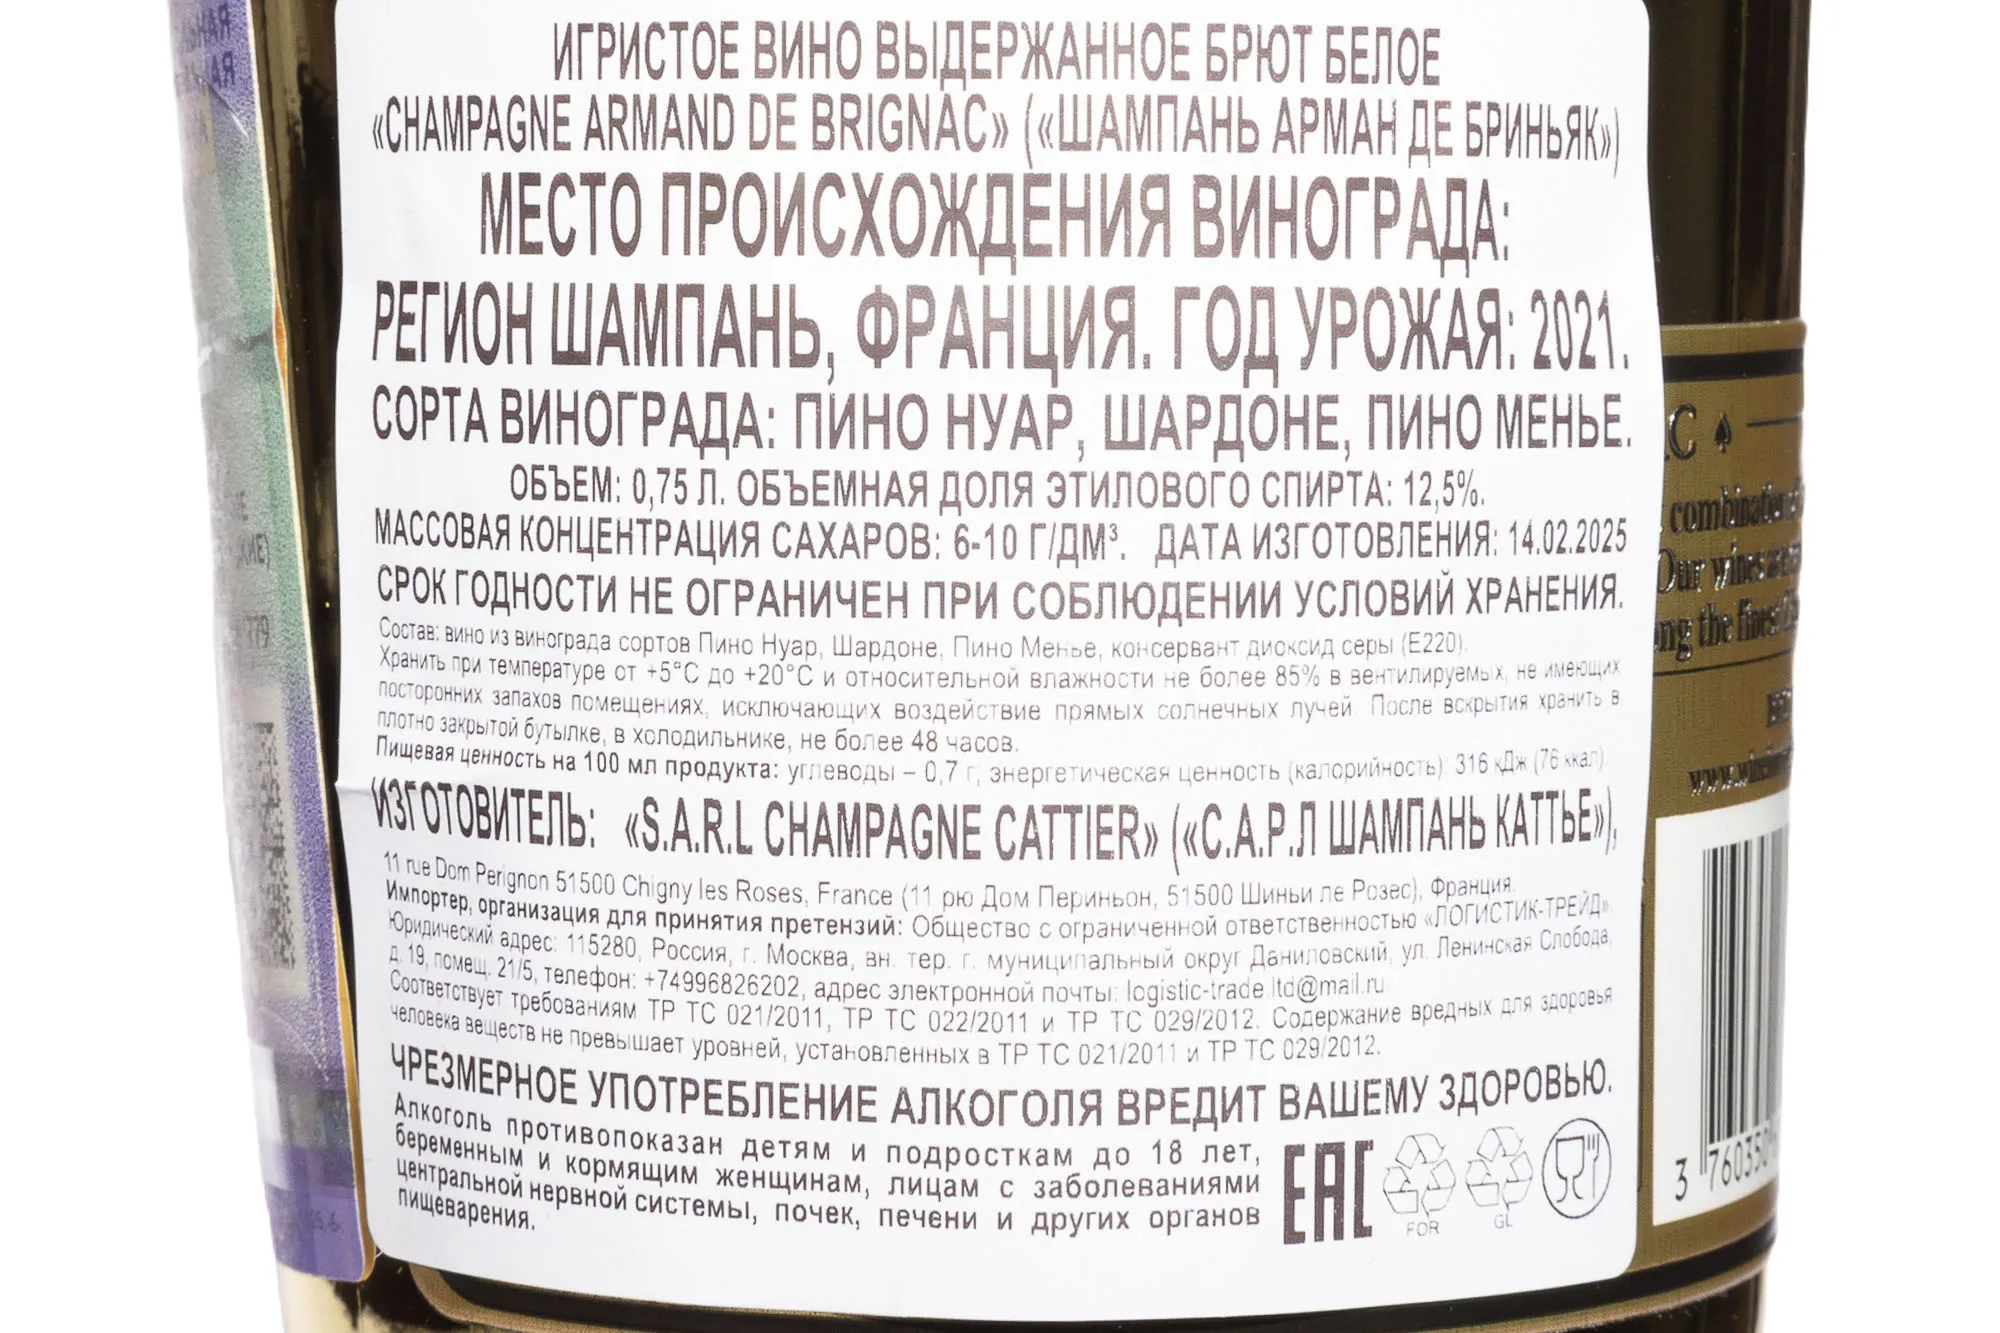 ИГРИСТОЕ ВИНО ВЫДЕРЖАННОЕ БРЮТ БЕЛОЕ
«CHAMPAGNE ARMAND DE BRIGNAC» («ШАМПАНЬ АРМАН ДЕ БРИНЬЯК»)
МЕСТО ПРОИСХОЖДЕНИЯ ВИНОГРАДА:
РЕГИОН ШАМПАНЬ, ФРАНЦИЯ. ГОД УРОЖАЯ: 2021.
СОРТА ВИНОГРАДА: ПИНО НУАР, ШАРДОНЕ, ПИНО МЕНЬЕ.
ОБЪЕМ: 0,75 Л. ОБЪЕМНАЯ ДОЛЯ ЭТИЛОВОГО СПИРТА: 12,5%.
МАССОВАЯ КОНЦЕНТРАЦИЯ САХАРОВ: 6-10 Г/ДМ³. ДАТА ИЗГОТОВЛЕНИЯ: 14.02.2025
СРОК ГОДНОСТИ НЕ ОГРАНИЧЕН ПРИ СОБЛЮДЕНИИ УСЛОВИЙ ХРАНЕНИЯ.
Состав: вино из винограда сортов Пино Нуар, Шардоне, Пино Менье, консервант диоксид серы (Е220).
Хранить при температуре от +5°С до +20°С и относительной влажности не более 85% в вентилируемых, не имеющих
посторонних запахов помещениях, исключающих воздействие прямых солнечных лучей. После вскрытия хранить в
плотно закрытой бутылке, в холодильнике, не более 48 часов.
Пищевая ценность на 100 мл продукта: углеводы – 0,7 г; энергетическая ценность (калорийность): 316 кДж (76 ккал).
ИЗГОТОВИТЕЛЬ: «S.A.R.L CHAMPAGNE CATTIER» («С.А.Р.Л ШАМПАНЬ КАТТЬЕ»),
11 rue Dom Perignon 51500 Chigny les Roses, France (11 рю Дом Периньон, 51500 Шиньи ле Розес), Франция.
Импортер, организация для принятия претензий: Общество с ограниченной ответственностью «ЛОГИСТИК-ТРЕЙД»
Юридический адрес: 115280, Россия, г. Москва, вн. тер. г. муниципальный округ Даниловский, ул. Ленинская Слобода,
д. 19, помещ. 21/5, телефон: +74996826202, адрес электронной почты: logistic-trade.ltd@mail.ru
Соответствует требованиям ТР ТС 021/2011, ТР ТС 022/2011 и ТР ТС 029/2012. Содержание вредных для здоровья
человека веществ не превышает уровней, установленных в ТР ТС 021/2011 и ТР ТС 029/2012.
ЧРЕЗМЕРНОЕ УПОТРЕБЛЕНИЕ АЛКОГОЛЯ ВРЕДИТ ВАШЕМУ ЗДОРОВЬЮ.
Алкоголь противопоказан детям и подросткам до 18 лет,
беременным и кормящим женщинам, лицам с заболеваниями
центральной нервной системы, почек, печени и других органов
пищеварения.
EAC
FOR
GL
combination
Our wines
the finest
3 760350